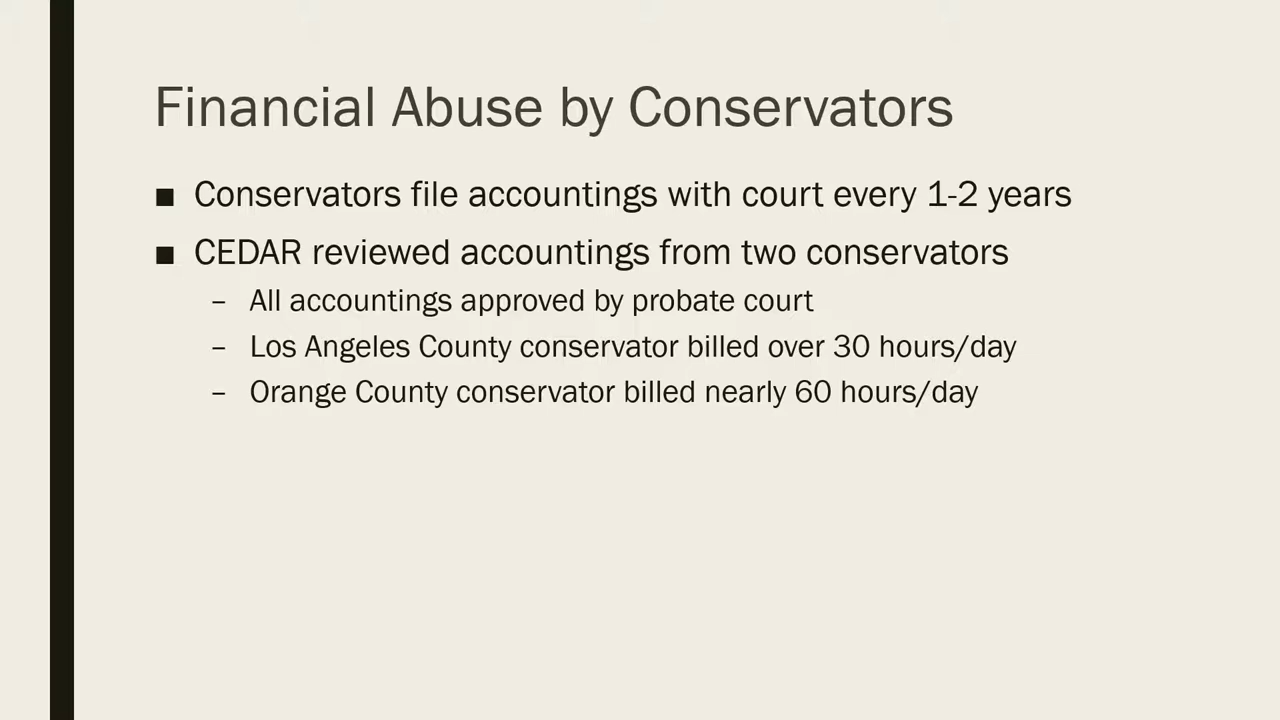 Financial Abuse by Conservators
■ Conservators file accountings with court every 1-2 years
■ CEDAR reviewed accountings from two conservators
– All accountings approved by probate court
– Los Angeles County conservator billed over 30 hours/day
– Orange County conservator billed nearly 60 hours/day